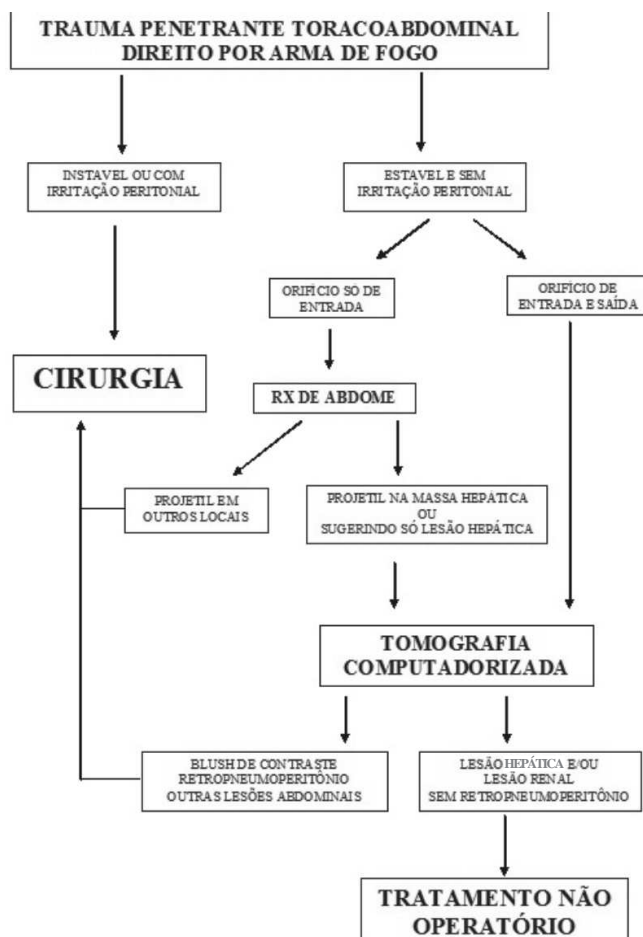 TRAUMA PENETRANTE TORACOABDOMINAL
DIREITO POR ARMA DE FOGO
INSTAVEL OU COM
IRRITAÇÃO PERITONIAL
ESTAVEL E SEM
IRRITAÇÃO PERITONIAL
ORIFÍCIO SO DE
ENTRADA
ORIFÍCIO DE
ENTRADA E SAÍDA
CIRURGIA
RX DE ABDOME
PROJETIL EM
OUTROS LOCAIS
PROJETIL NA MASSA HEPÁTICA
OU
SUGERINDO SÓ LESÃO HEPÁTICA
TOMOGRAFIA
COMPUTADORIZADA
BLUSH DE CONTRASTE
RETROPNEUMOPERITÔNIO
OUTRAS LESÕES ABDOMINAIS
LESÃO HEPÁTICA E/OU
LESÃO RENAL
SEM RETROPNEUMOPERITÔNIO
TRATAMENTO NÃO
OPERATÓRIO